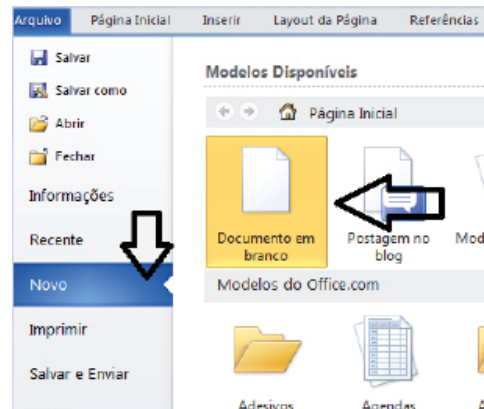 Arquivo Página Inicial Inserir Layout da Página Referências
Salvar
Salvar como
Abrir
Fechar
Informações
Recente
Novo
Imprimir
Salvar e Enviar
Modelos Disponíveis
Página Inicial
Documento em
branco
Postagem no
blog
Modelos do Office.com
Adesivos
Agendas